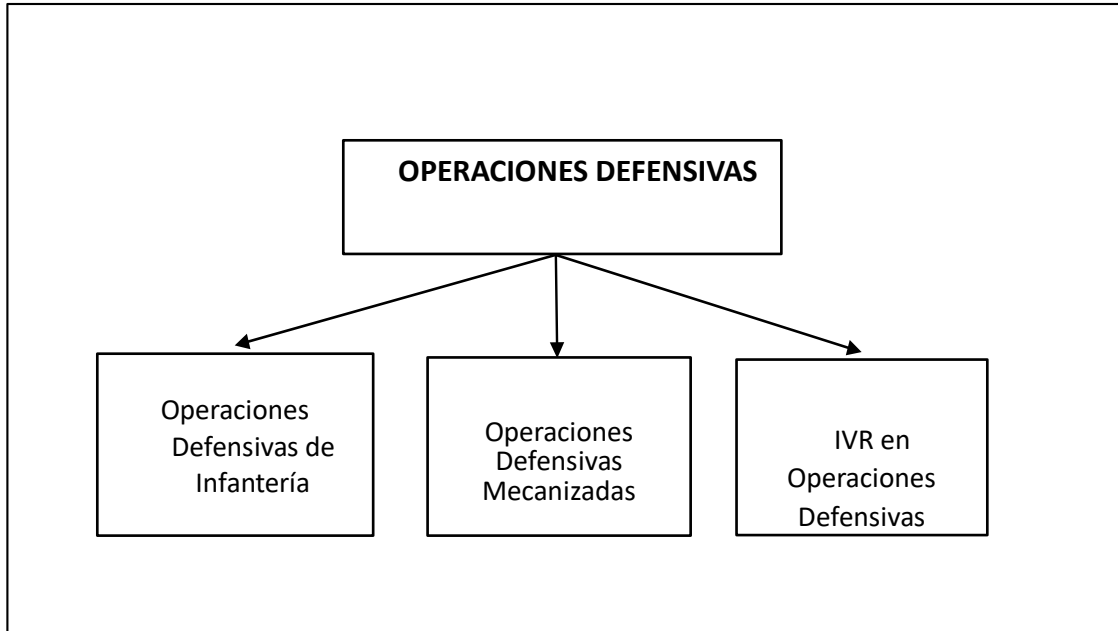 OPERACIONES DEFENSIVAS
Operaciones
Defensivas de
Infantería
Operaciones
Defensivas
Mecanizadas
IVR en
Operaciones
Defensivas